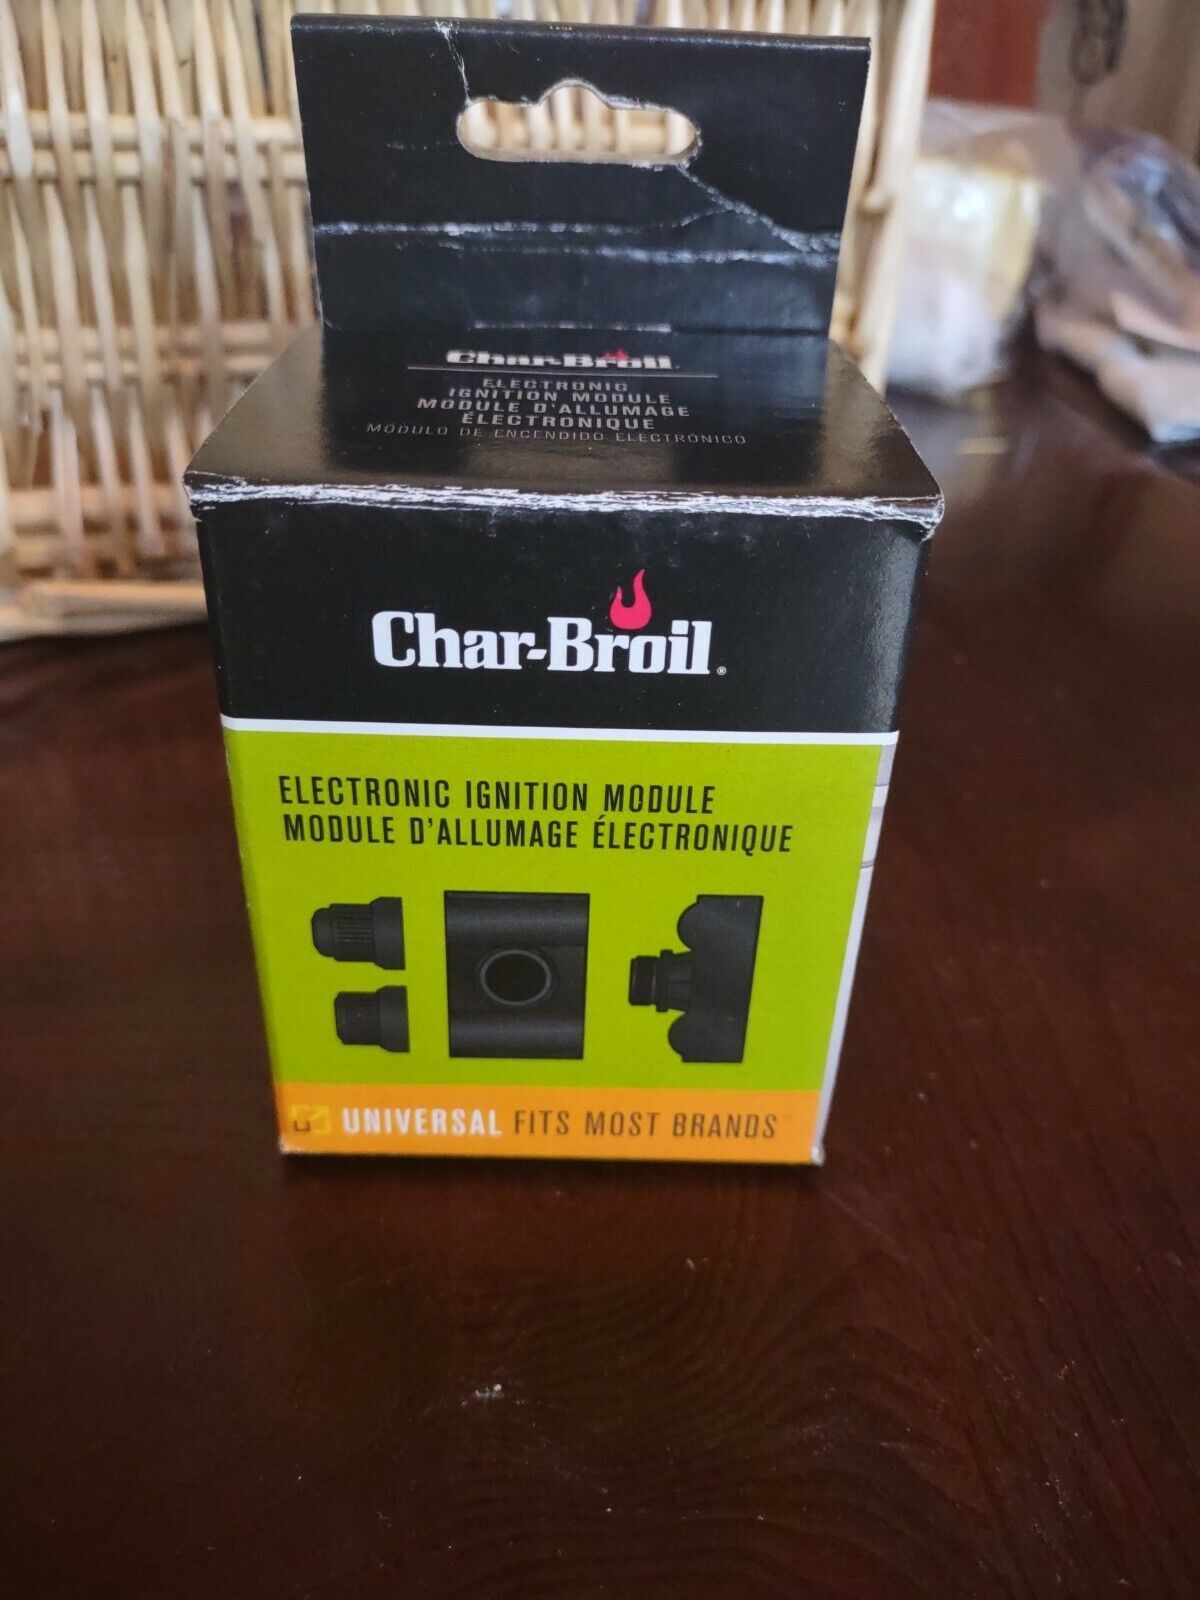 Char-Broil
ELECTRONIC
IGNITION MODULE
MODULE D'ALLUMAGE
ÉLECTRONIQUE
MÓDULO DE ENCENDIDO ELECTRÓNICO
Char-Broil®
ELECTRONIC IGNITION MODULE
MODULE D'ALLUMAGE ÉLECTRONIQUE
UNIVERSAL FITS MOST BRANDS™